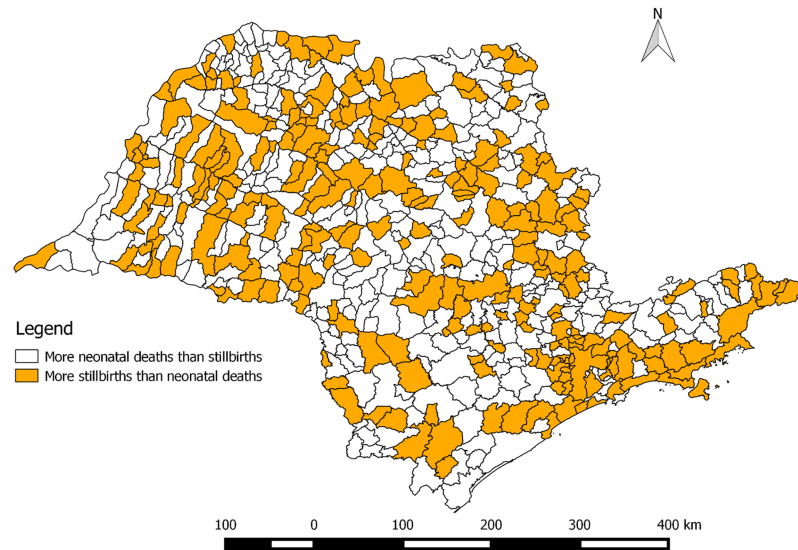 N
Legend
More neonatal deaths than stillbirths
More stillbirths than neonatal deaths
100 0 100 200 300 400 km